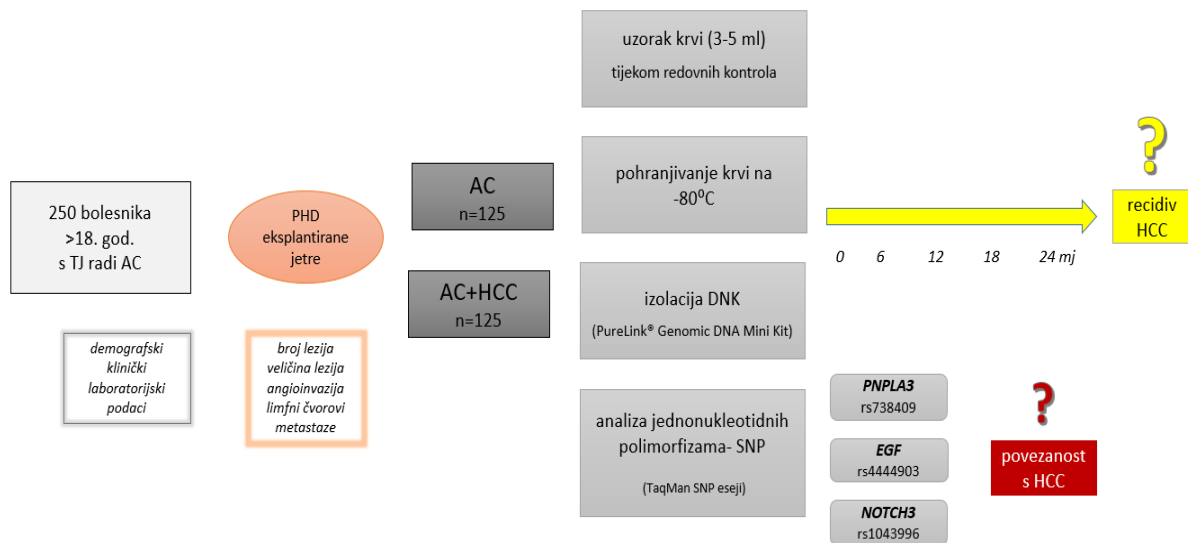 250 bolesnika
>18. god.
s TJ radi AC
demografski
klinički
laboratorijski
podaci
PHD
eksplantirane
jetre
broj lezija
veličina lezija
angioinvazija
limfni čvorovi
metastaze
AC
n=125
AC+HCC
n=125
uzorak krvi (3-5 ml)
tijekom redovnih kontrola
pohranjivanje krvi na
-80⁰C
izolacija DNK
(PureLink® Genomic DNA Mini Kit)
analiza jednonukleotidnih
polimorfizama- SNP
(TaqMan SNP eseji)
0 6 12 18 24 mj
?
recidiv
HCC
PNPLA3
rs738409
EGF
rs4444903
NOTCH3
rs1043996
?
povezanost
s HCC